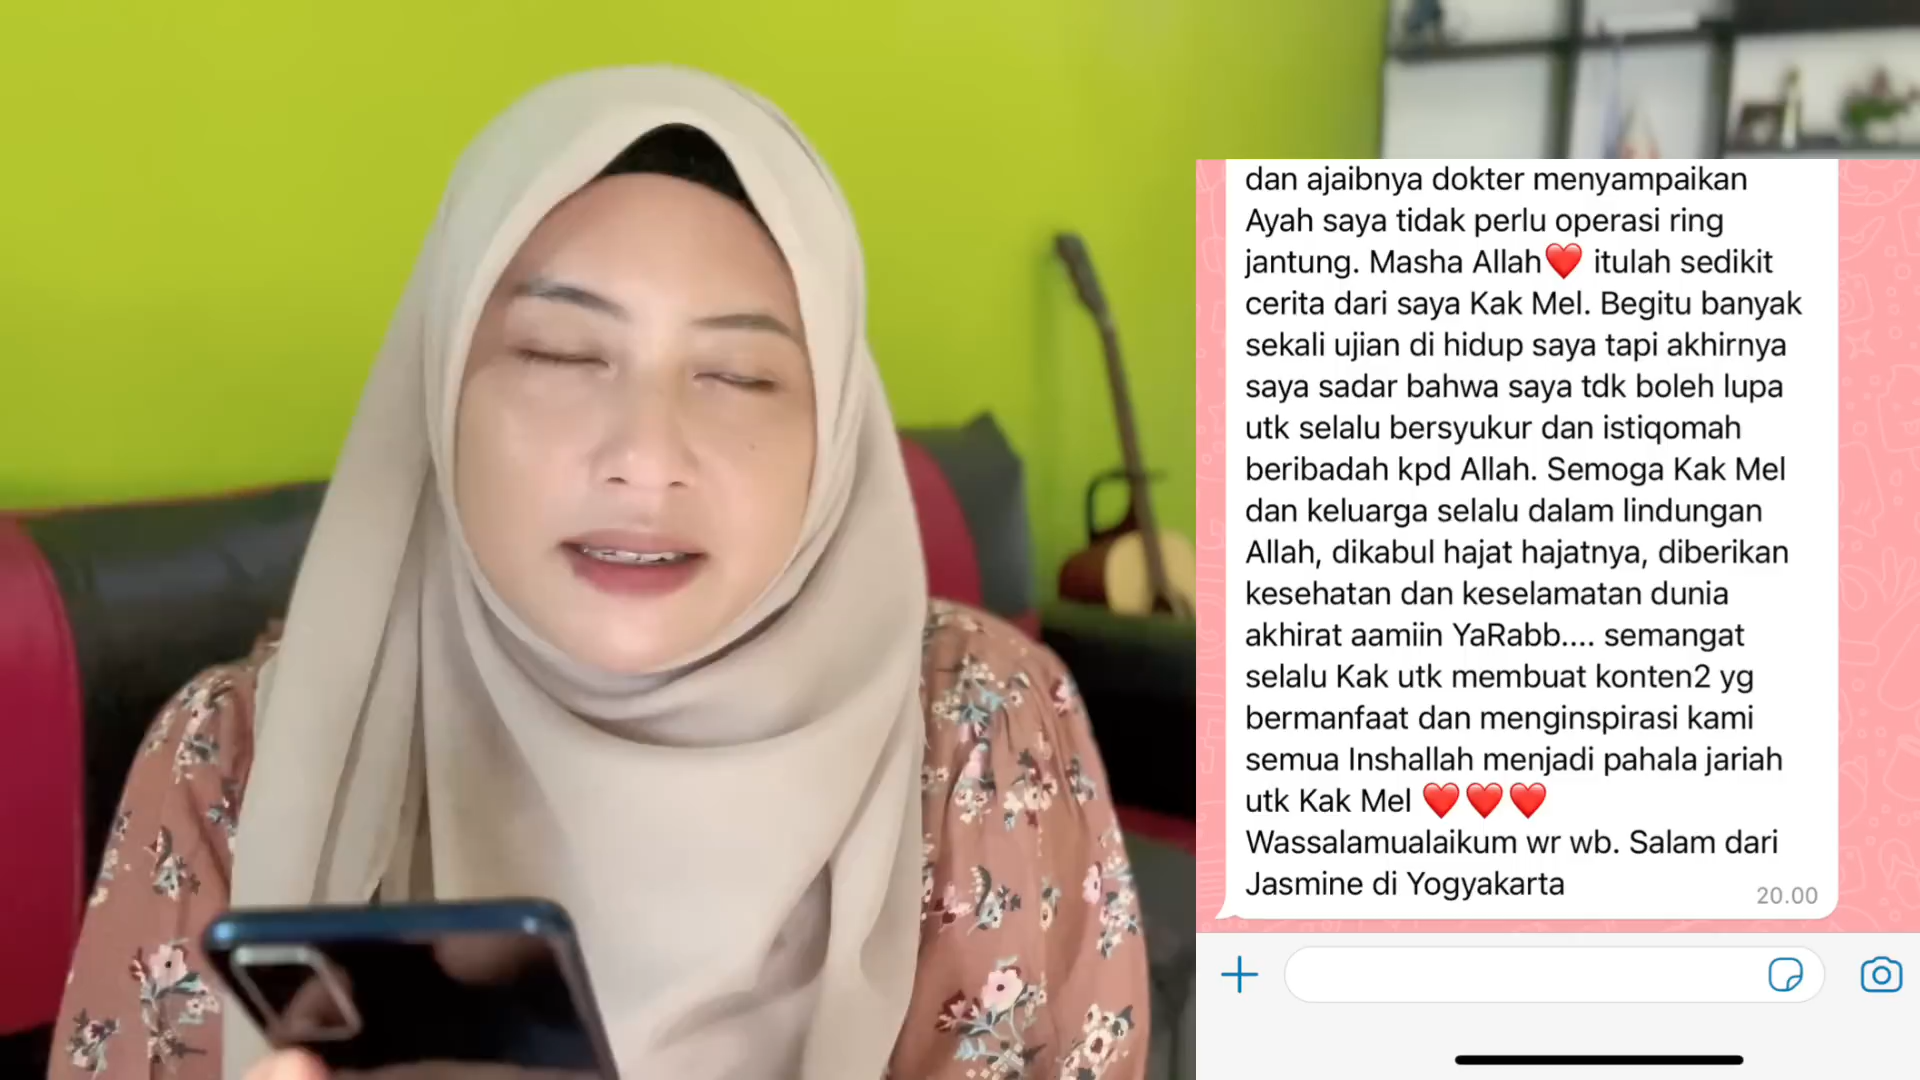 dan ajaibnya dokter menyampaikan
Ayah saya tidak perlu operasi ring
jantung. Masha Allah❤️ itulah sedikit
cerita dari saya Kak Mel. Begitu banyak
sekali ujian di hidup saya tapi akhirnya
saya sadar bahwa saya tdk boleh lupa
utk selalu bersyukur dan istiqomah
beribadah kpd Allah. Semoga Kak Mel
dan keluarga selalu dalam lindungan
Allah, dikabul hajat hajatnya, diberikan
kesehatan dan keselamatan dunia
akhirat aamiin YaRabb.... semangat
selalu Kak utk membuat konten2 yg
bermanfaat dan menginspirasi kami
semua Inshallah menjadi pahala jariah
utk Kak Mel ❤️❤️❤️
Wassalamualaikum wr wb. Salam dari
Jasmine di Yogyakarta
20.00